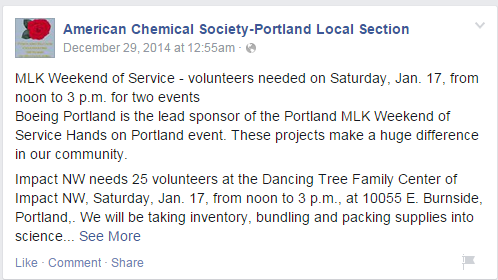 American Chemical Society-Portland Local Section
December 29, 2014 at 12:55am ·
MLK Weekend of Service - volunteers needed on Saturday, Jan. 17, from
noon to 3 p.m. for two events
Boeing Portland is the lead sponsor of the Portland MLK Weekend of
Service Hands on Portland event. These projects make a huge difference
in our community.
Impact NW needs 25 volunteers at the Dancing Tree Family Center of
Impact NW, Saturday, Jan. 17, from noon to 3 p.m., at 10055 E. Burnside,
Portland,. We will be taking inventory, bundling and packing supplies into
science... See More
Like · Comment · Share